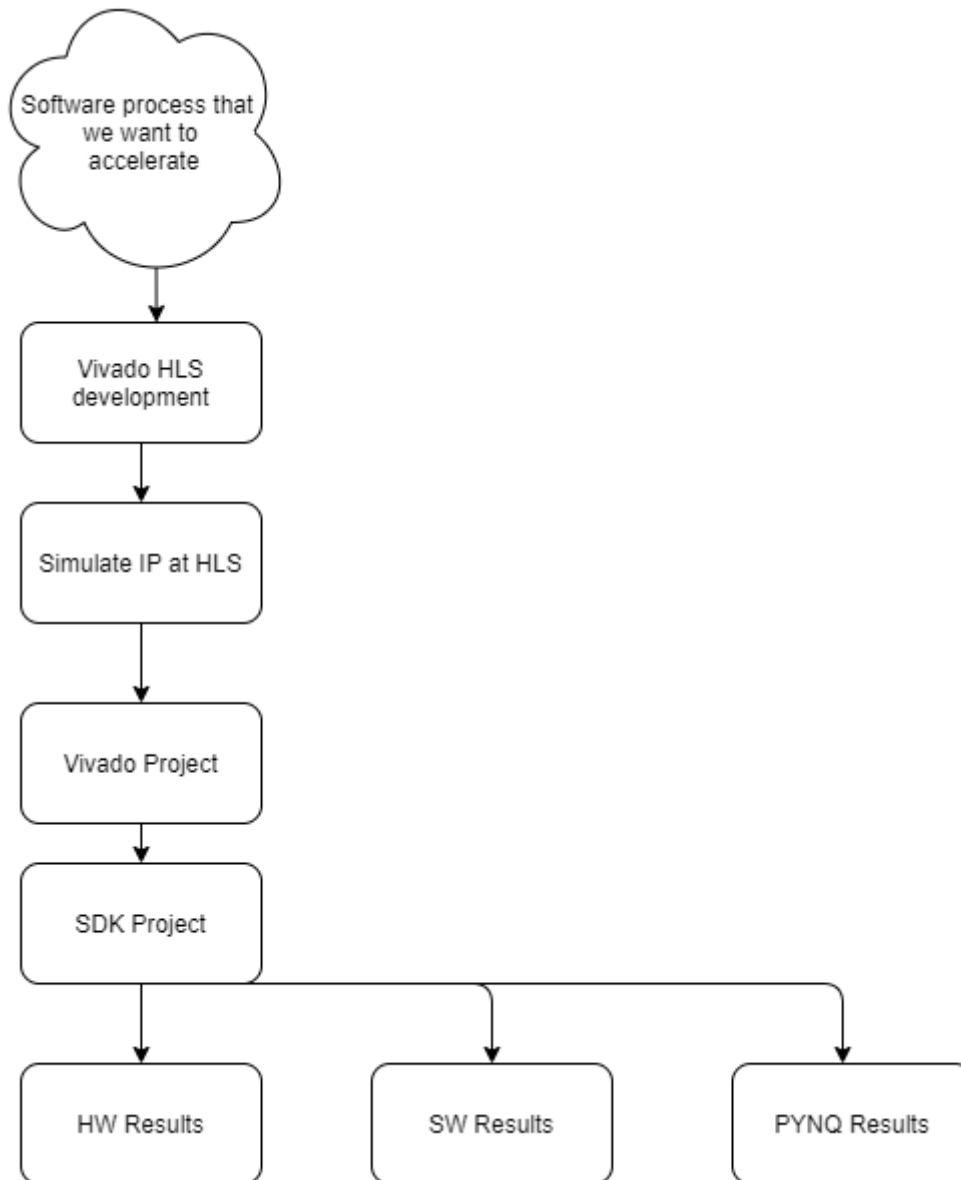 Software process that
we want to
accelerate
Vivado HLS
development
Simulate IP at HLS
Vivado Project
SDK Project
HW Results
SW Results
PYNQ Results